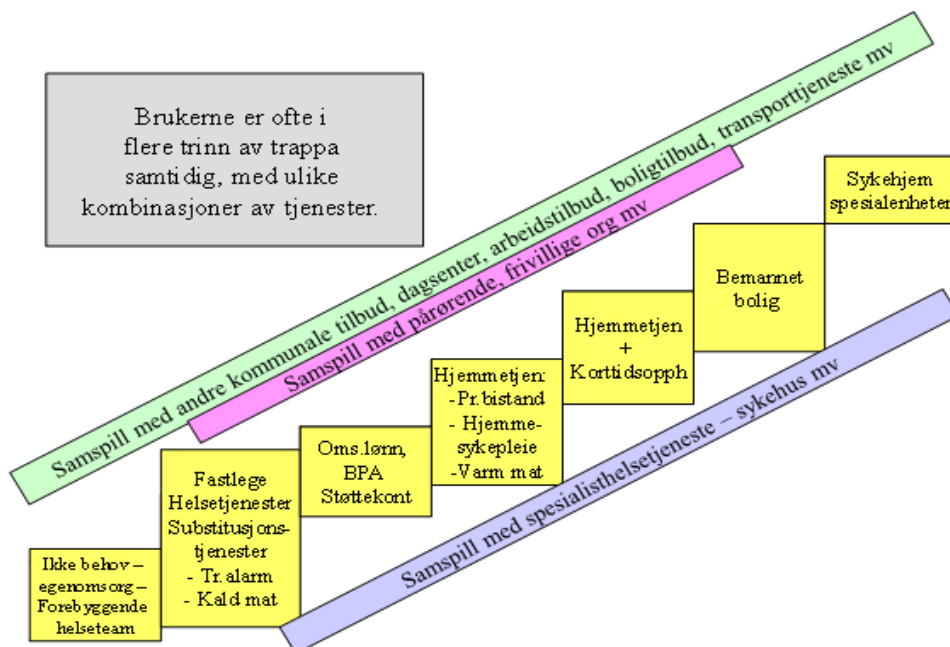 Brukerne er ofte i
flere trinn av trappa
samtidig, med ulike
kombinasjoner av tjenester.
Samspill med andre kommunale tilbud, dagsenter, arbeidstilbud, boligtilbud, transporttjeneste mv
Samspill med pårørende, frivillige org mv
Ikke behov –
egenomsorg –
Forebyggende
helseteam
Fastlege
Helsetjenester
Substitusjons-
tjenester
- Tr.alarm
- Kald mat
Oms.lønn,
BPA
Støttekont
Hjemmetjen:
-Pr.bistand
- Hjemme-
sykepleie
-Varm mat
Hjemmetjen
+
Korttidsopph
Bemannet
bolig
Sykehjem
spesialenheter
Samspill med spesialisthelsetjeneste – sykehus mv